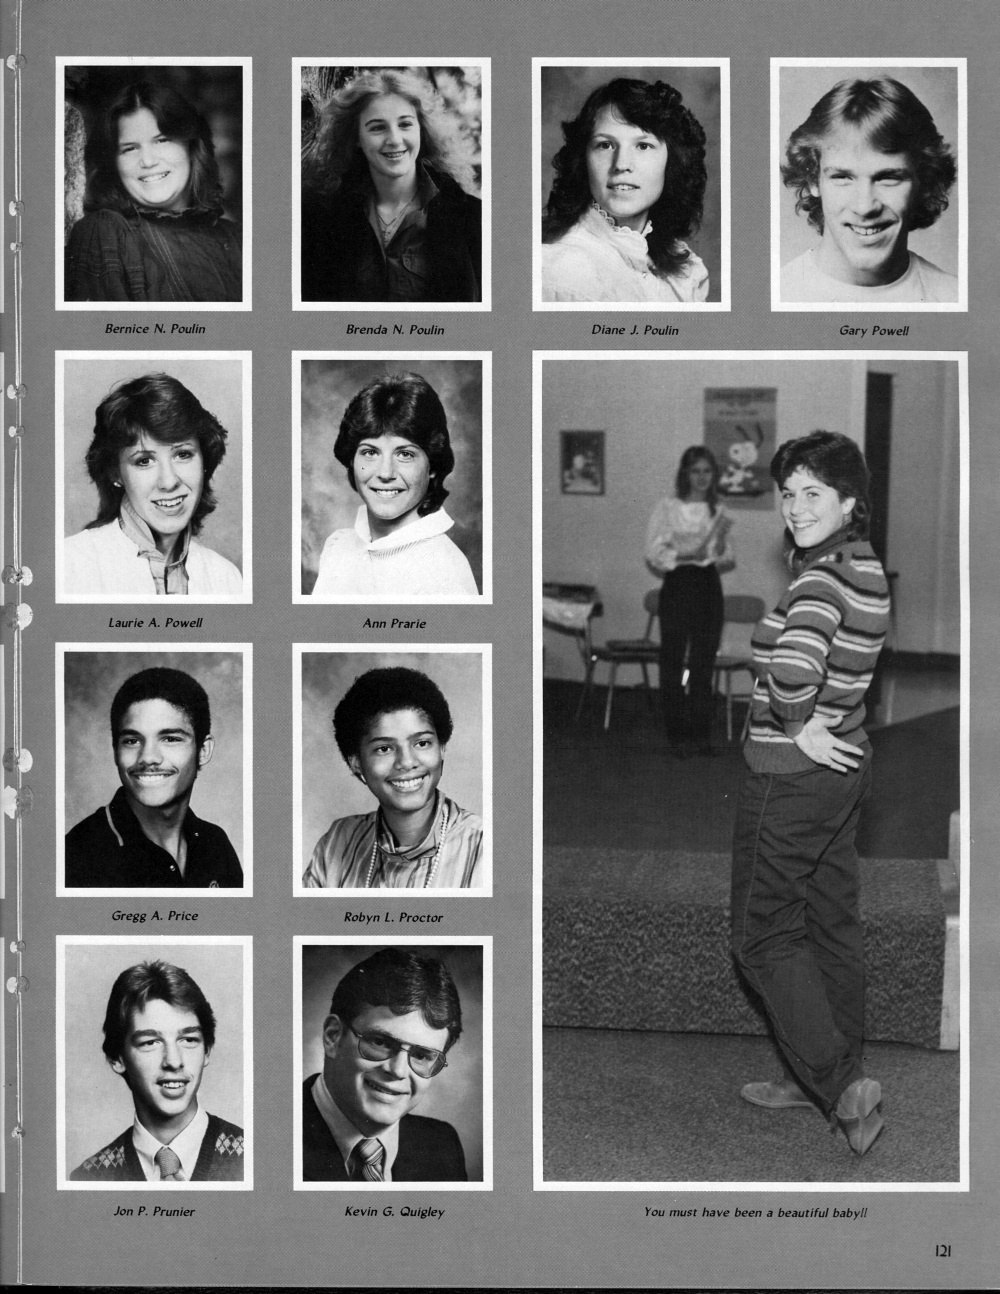 Bernice N. Poulin
Brenda N. Poulin
Diane J. Poulin
Gary Powell
Laurie A. Powell
Ann Prarie
Gregg A. Price
Robyn L. Proctor
Jon P. Prunier
Kevin G. Quigley
You must have been a beautiful baby!!
121